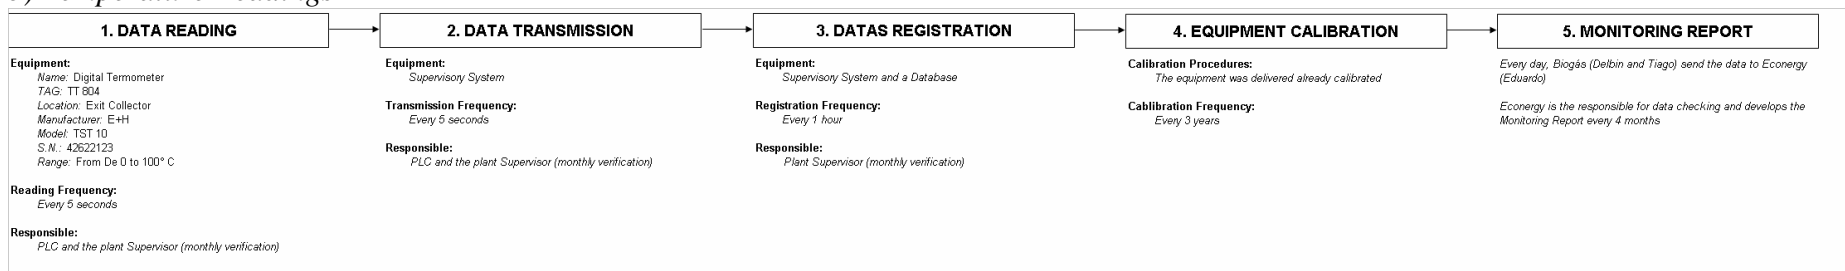 1. DATA READING
Equipment:
Name: Digital Termometer
TAG: TT 804
Location: Exit Collector
Manufacturer: E+H
Model: TST 10
S.N.: 42622123
Range: From De 0 to 100° C
Reading Frequency:
Every 5 seconds
Responsible:
PLC and the plant Supervisor (monthly verification)
2. DATA TRANSMISSION
Equipment:
Supervisory System
Transmission Frequency:
Every 5 seconds
Responsible:
PLC and the plant Supervisor (monthly verification)
3. DATAS REGISTRATION
Equipment:
Supervisory System and a Database
Registration Frequency:
Every 1 hour
Responsible:
Plant Supervisor (monthly verification)
4. EQUIPMENT CALIBRATION
Calibration Procedures:
The equipment was delivered already calibrated
Cablibration Frequency:
Every 3 years
5. MONITORING REPORT
Every day, Biogás (Delbin and Tiago) send the data to Econergy
(Eduardo)
Econergy is the responsible for data checking and develops the
Monitoring Report every 4 months